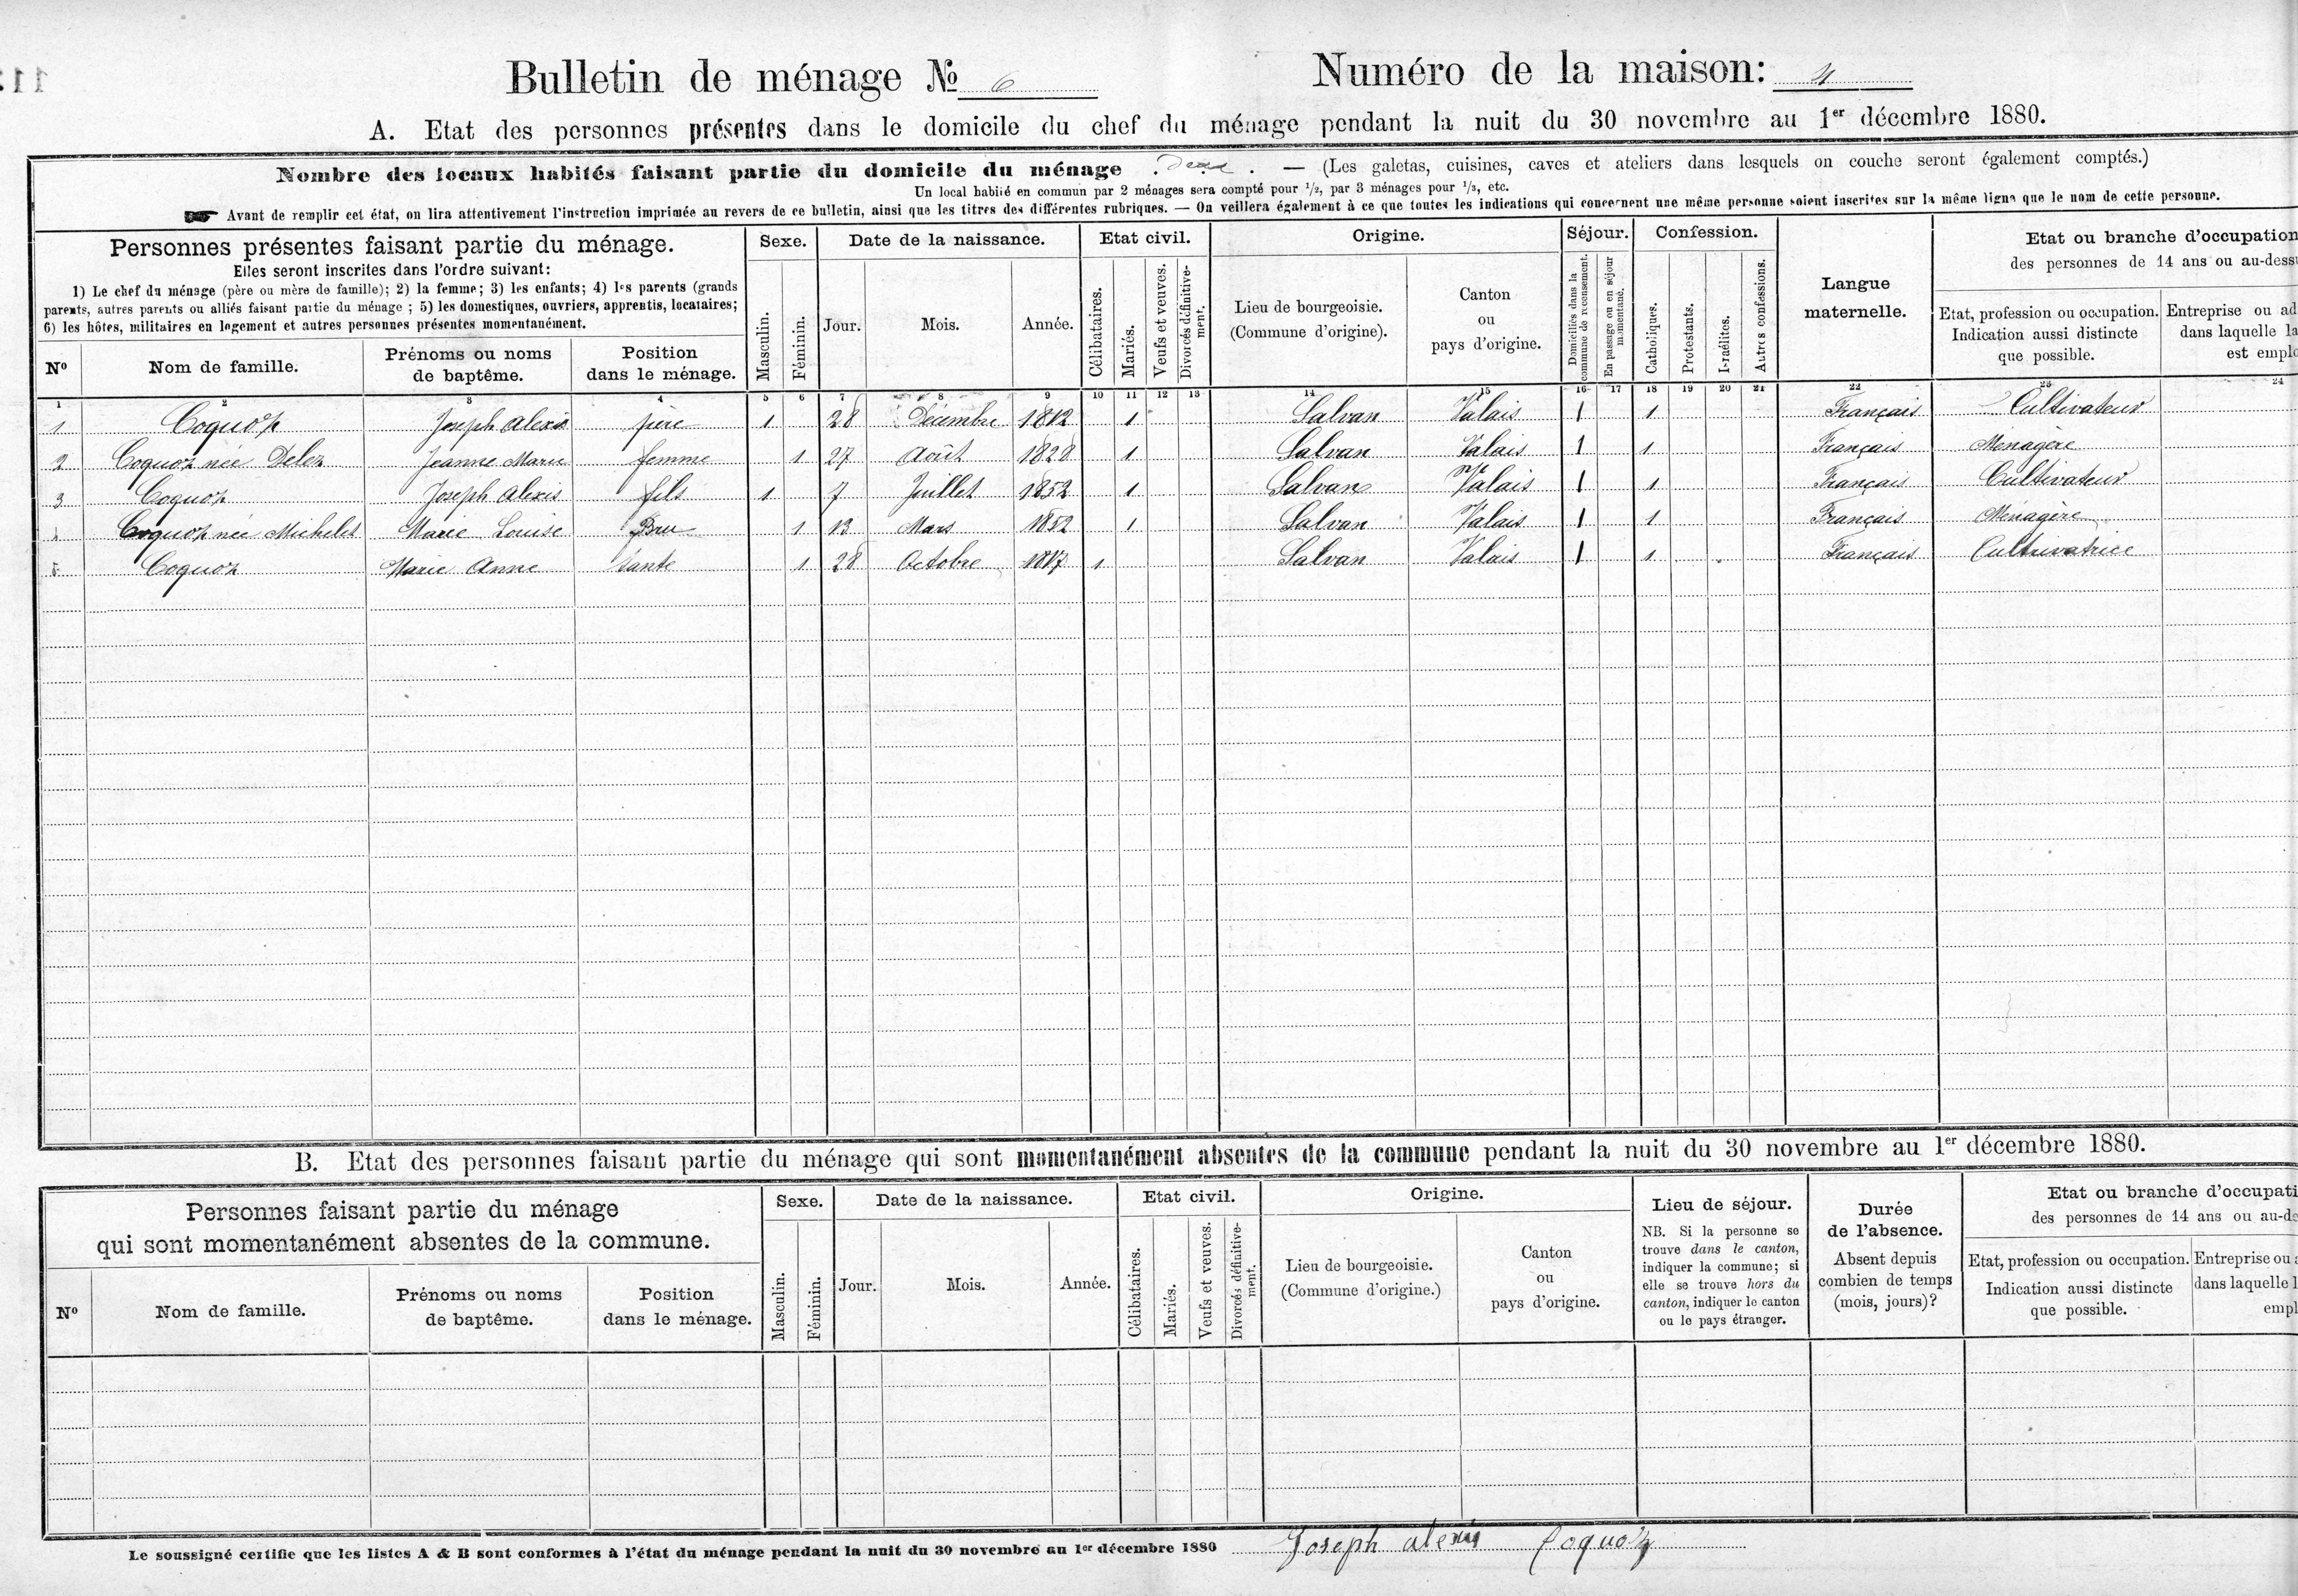 Bulletin de ménage No 6
Numéro de la maison: 4
A. Etat des personnes présentes dans le domicile du chef du ménage pendant la nuit du 30 novembre au 1er décembre 1880.
Nombre des locaux habités faisant partie du domicile du ménage . Deux . — (Les galetas, cuisines, caves et ateliers dans lesquels on couche seront également comptés.)
Un local habité en commun par 2 ménages sera compté pour 1/2, par 3 ménages pour 1/3, etc.
Avant de remplir cet état, on lira attentivement l'instruction imprimée au revers de ce bulletin, ainsi que les titres des différentes rubriques. — On veillera également à ce que toutes les indications qui concernent une même personne soient inscrites sur la même ligne que le nom de cette personne.
Personnes présentes faisant partie du ménage.
Elles seront inscrites dans l'ordre suivant:
1) Le chef du ménage (père ou mère de famille); 2) la femme; 3) les enfants; 4) les parents (grands
parents, autres parents ou alliés faisant partie du ménage ; 5) les domestiques, ouvriers, apprentis, locataires;
6) les hôtes, militaires en logement et autres personnes présentes momentanément.
No
Nom de famille.
Prénoms ou noms
de baptême.
Position
dans le ménage.
Sexe.
Masculin.
Féminin.
Date de la naissance.
Jour.
Mois.
Année.
Etat civil.
Célibataires.
Mariés.
Veufs et veuves.
Divorcés définitive-
ment.
Origine.
Lieu de bourgeoisie.
(Commune d'origine).
Canton
ou
pays d'origine.
Séjour.
Domiciliés dans la
commune de recensement.
En passage ou en séjour
momentané.
Confession.
Catholiques.
Protestants.
Israélites.
Autres confessions.
Langue
maternelle.
Etat ou branche d'occupation
des personnes de 14 ans ou au-dess
Etat, profession ou occupation.
Indication aussi distincte
que possible.
Entreprise ou ad
dans laquelle la
est emplo
1 2 3 4 5 6 7 8 9 10 11 12 13 14 15 16 17 18 19 20 21 22 23 24
1 Coquoz Joseph Alexis père 1 28 Décembre 1812 1 Salvan Valais 1 1 Français Cultivateur
2 Coquoz née Delez Jeanne Marie femme 1 27 Août 1828 1 Salvan Valais 1 1 Français Ménagère
3 Coquoz Joseph Alexis fils 1 7 Juillet 1852 1 Salvan Valais 1 1 Français Cultivateur
4 Coquoz née Michelet Marie Louise Bru 1 13 Mars 1852 1 Salvan Valais 1 1 Français Ménagère
5 Coquoz Marie Anne tante 1 28 Octobre 1817 1 Salvan Valais 1 1 Français Cultivatrice
B. Etat des personnes faisant partie du ménage qui sont momentanément absentes de la commune pendant la nuit du 30 novembre au 1er décembre 1880.
Personnes faisant partie du ménage
qui sont momentanément absentes de la commune.
No
Nom de famille.
Prénoms ou noms
de baptême.
Position
dans le ménage.
Sexe.
Masculin.
Féminin.
Date de la naissance.
Jour.
Mois.
Année.
Etat civil.
Célibataires.
Mariés.
Veufs et veuves.
Divorcés définitive-
ment.
Origine.
Lieu de bourgeoisie.
(Commune d'origine.)
Canton
ou
pays d'origine.
Lieu de séjour.
NB. Si la personne se
trouve dans le canton,
indiquer la commune; si
elle se trouve hors du
canton, indiquer le canton
ou le pays étranger.
Durée
de l'absence.
Absent depuis
combien de temps
(mois, jours)?
Etat ou branche d'occupati
des personnes de 14 ans ou au-de
Etat, profession ou occupation.
Indication aussi distincte
que possible.
Entreprise ou a
dans laquelle l
empl
Le soussigné certifie que les listes A & B sont conformes à l'état du ménage pendant la nuit du 30 novembre au 1er décembre 1880 Joseph alexis Coquoz